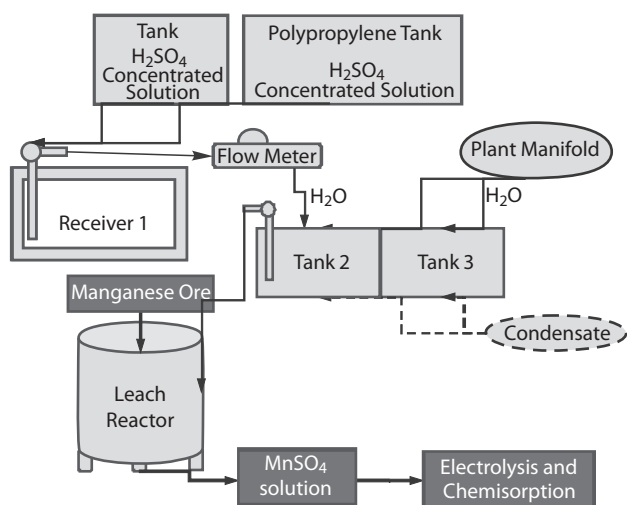 Tank
H₂SO₄
Concentrated
Solution
Polypropylene Tank
H₂SO₄
Concentrated Solution
Flow Meter
Plant Manifold
H₂O
H₂O
Receiver 1
Tank 2
Tank 3
Manganese Ore
Condensate
Leach
Reactor
MnSO₄
solution
Electrolysis and
Chemisorption